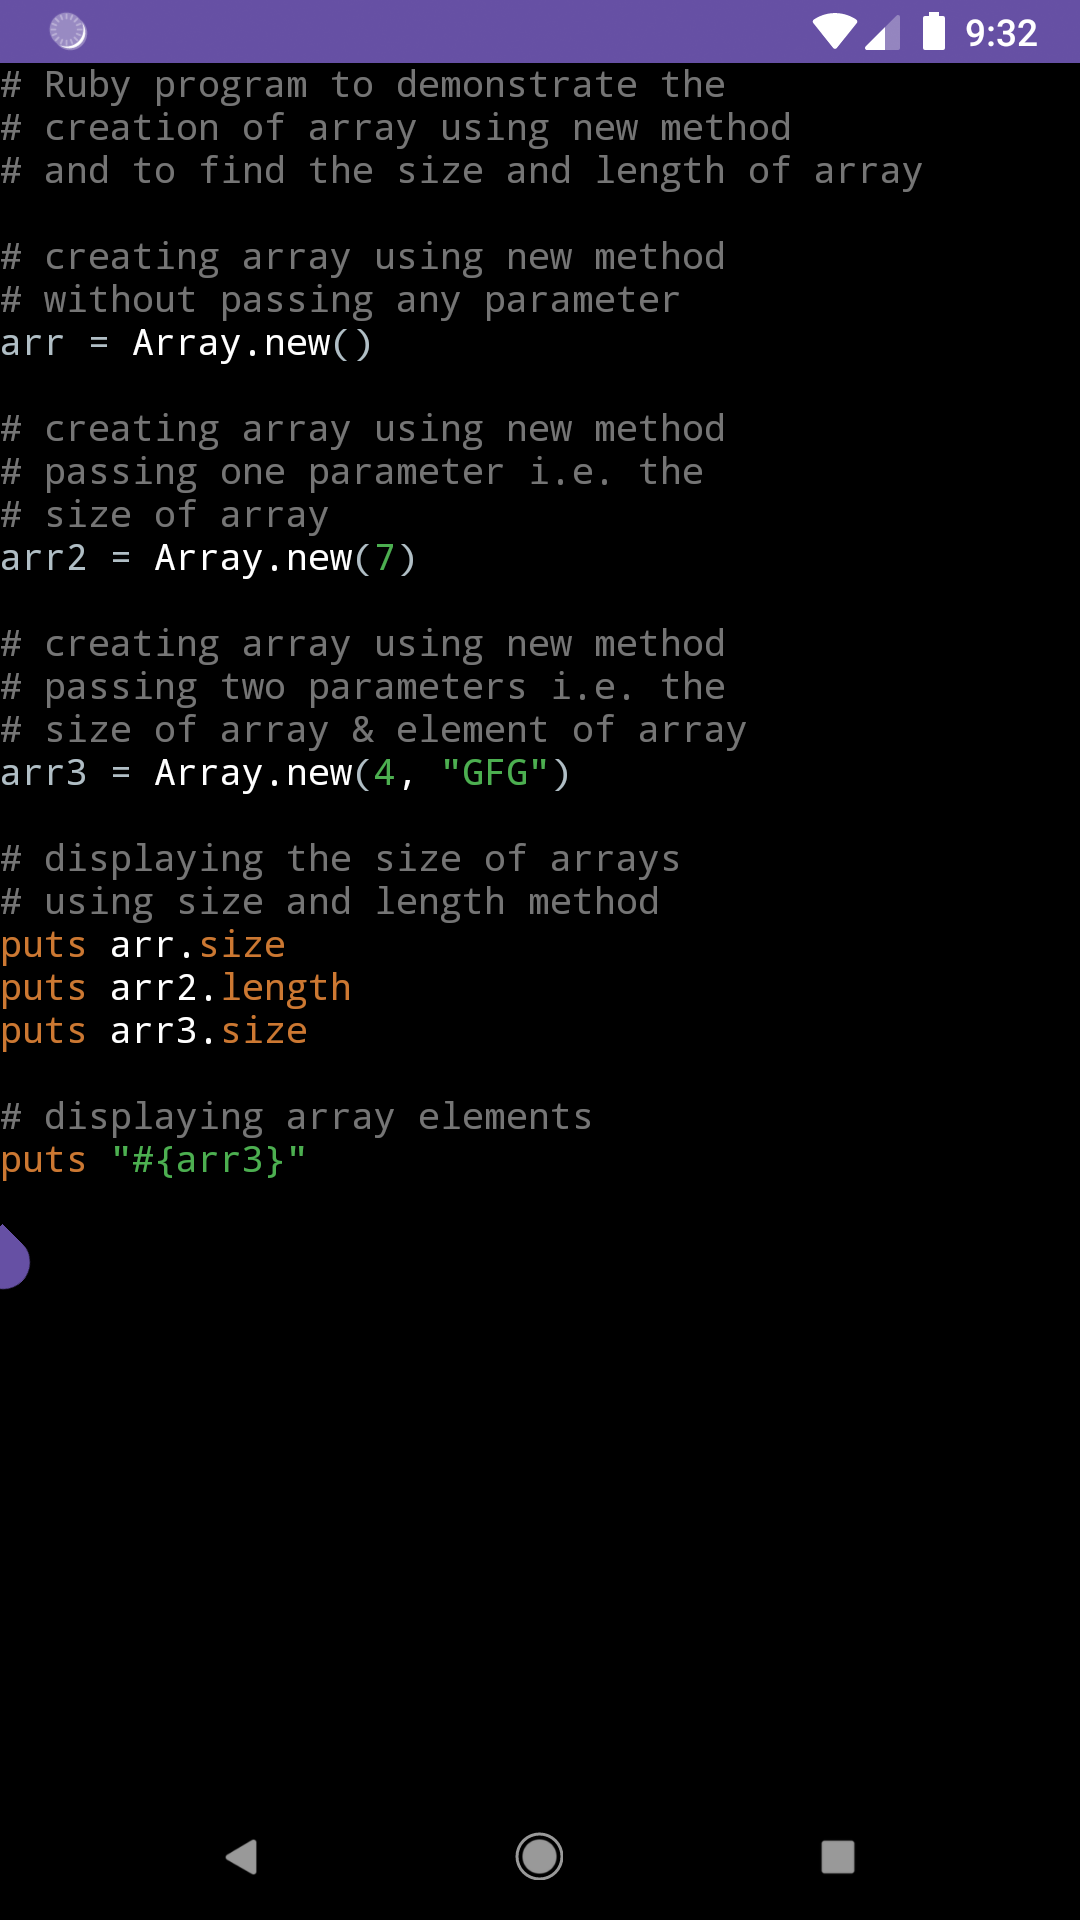 9:32
# Ruby program to demonstrate the
# creation of array using new method
# and to find the size and length of array
# creating array using new method
# without passing any parameter
arr = Array.new()
# creating array using new method
# passing one parameter i.e. the
# size of array
arr2 = Array.new(7)
# creating array using new method
# passing two parameters i.e. the
# size of array & element of array
arr3 = Array.new(4, "GFG")
# displaying the size of arrays
# using size and length method
puts arr.size
puts arr2.length
puts arr3.size
# displaying array elements
puts "#{arr3}"